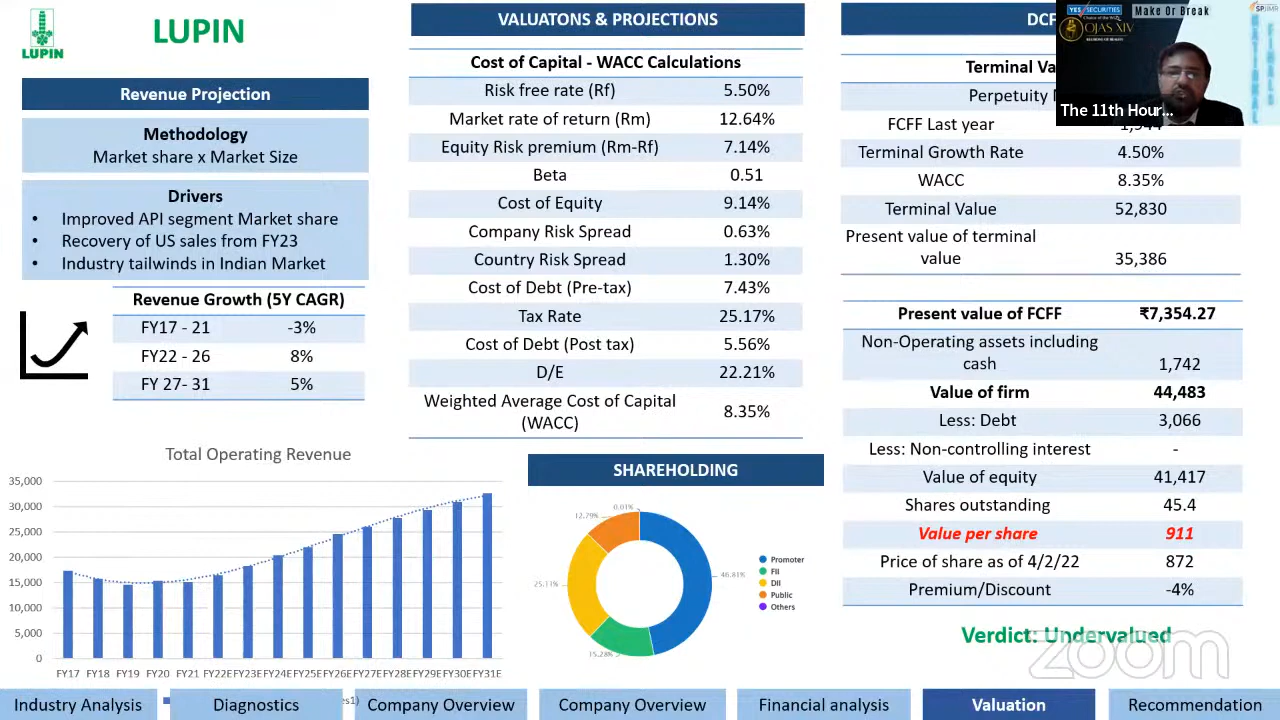 LUPIN
LUPIN
Revenue Projection
Methodology
Market share x Market Size
Drivers
• Improved API segment Market share
• Recovery of US sales from FY23
• Industry tailwinds in Indian Market
Revenue Growth (5Y CAGR)
FY17 - 21 -3%
FY22 - 26 8%
FY 27- 31 5%
Total Operating Revenue
35,000
30,000
25,000
20,000
15,000
10,000
5,000
0
FY17 FY18 FY19 FY20 FY21 FY22E FY23E FY24E FY25E FY26E FY27E FY28E FY29E FY30E FY31E
VALUATONS & PROJECTIONS
Cost of Capital - WACC Calculations
Risk free rate (Rf) 5.50%
Market rate of return (Rm) 12.64%
Equity Risk premium (Rm-Rf) 7.14%
Beta 0.51
Cost of Equity 9.14%
Company Risk Spread 0.63%
Country Risk Spread 1.30%
Cost of Debt (Pre-tax) 7.43%
Tax Rate 25.17%
Cost of Debt (Post tax) 5.56%
D/E 22.21%
Weighted Average Cost of Capital
(WACC) 8.35%
SHAREHOLDING
0.01%
12.79%
46.81%
25.11%
15.28%
Promoter
FII
DII
Public
Others
DCF
YES SECURITIES
Make Or Break
OJAS XIV
SPJIMR
The 11th Hour...
Terminal Va
Perpetuity
FCFF Last year
Terminal Growth Rate 4.50%
WACC 8.35%
Terminal Value 52,830
Present value of terminal
value 35,386
Present value of FCFF ₹7,354.27
Non-Operating assets including
cash 1,742
Value of firm 44,483
Less: Debt 3,066
Less: Non-controlling interest -
Value of equity 41,417
Shares outstanding 45.4
Value per share 911
Price of share as of 4/2/22 872
Premium/Discount -4%
Verdict: Undervalued
zoom
Industry Analysis
Diagnostics
Company Overview
Company Overview
Financial analysis
Valuation
Recommendation